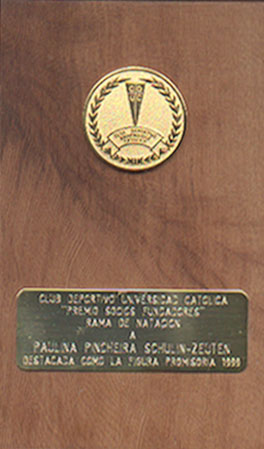 CLUB DEPORTIVO UNIVERSIDAD CATOLICA
"PREMIO SOCIOS FUNDADORES"
RAMA DE NATACION
A
PAULINA PINCHEIRA SCHULIN-ZEUTEN
DESTACADA COMO LA FIGURA PROMISORIA 1999